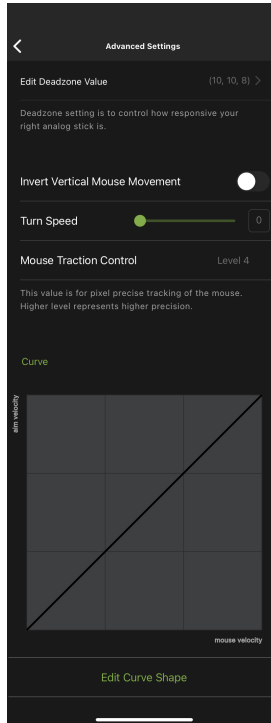 Advanced Settings
Edit Deadzone Value (10, 10, 8)
Deadzone setting is to control how responsive your
right analog stick is.
Invert Vertical Mouse Movement
Turn Speed 0
Mouse Traction Control Level 4
This value is for pixel precise tracking of the mouse.
Higher level represents higher precision.
Curve
aim velocity
mouse velocity
Edit Curve Shape